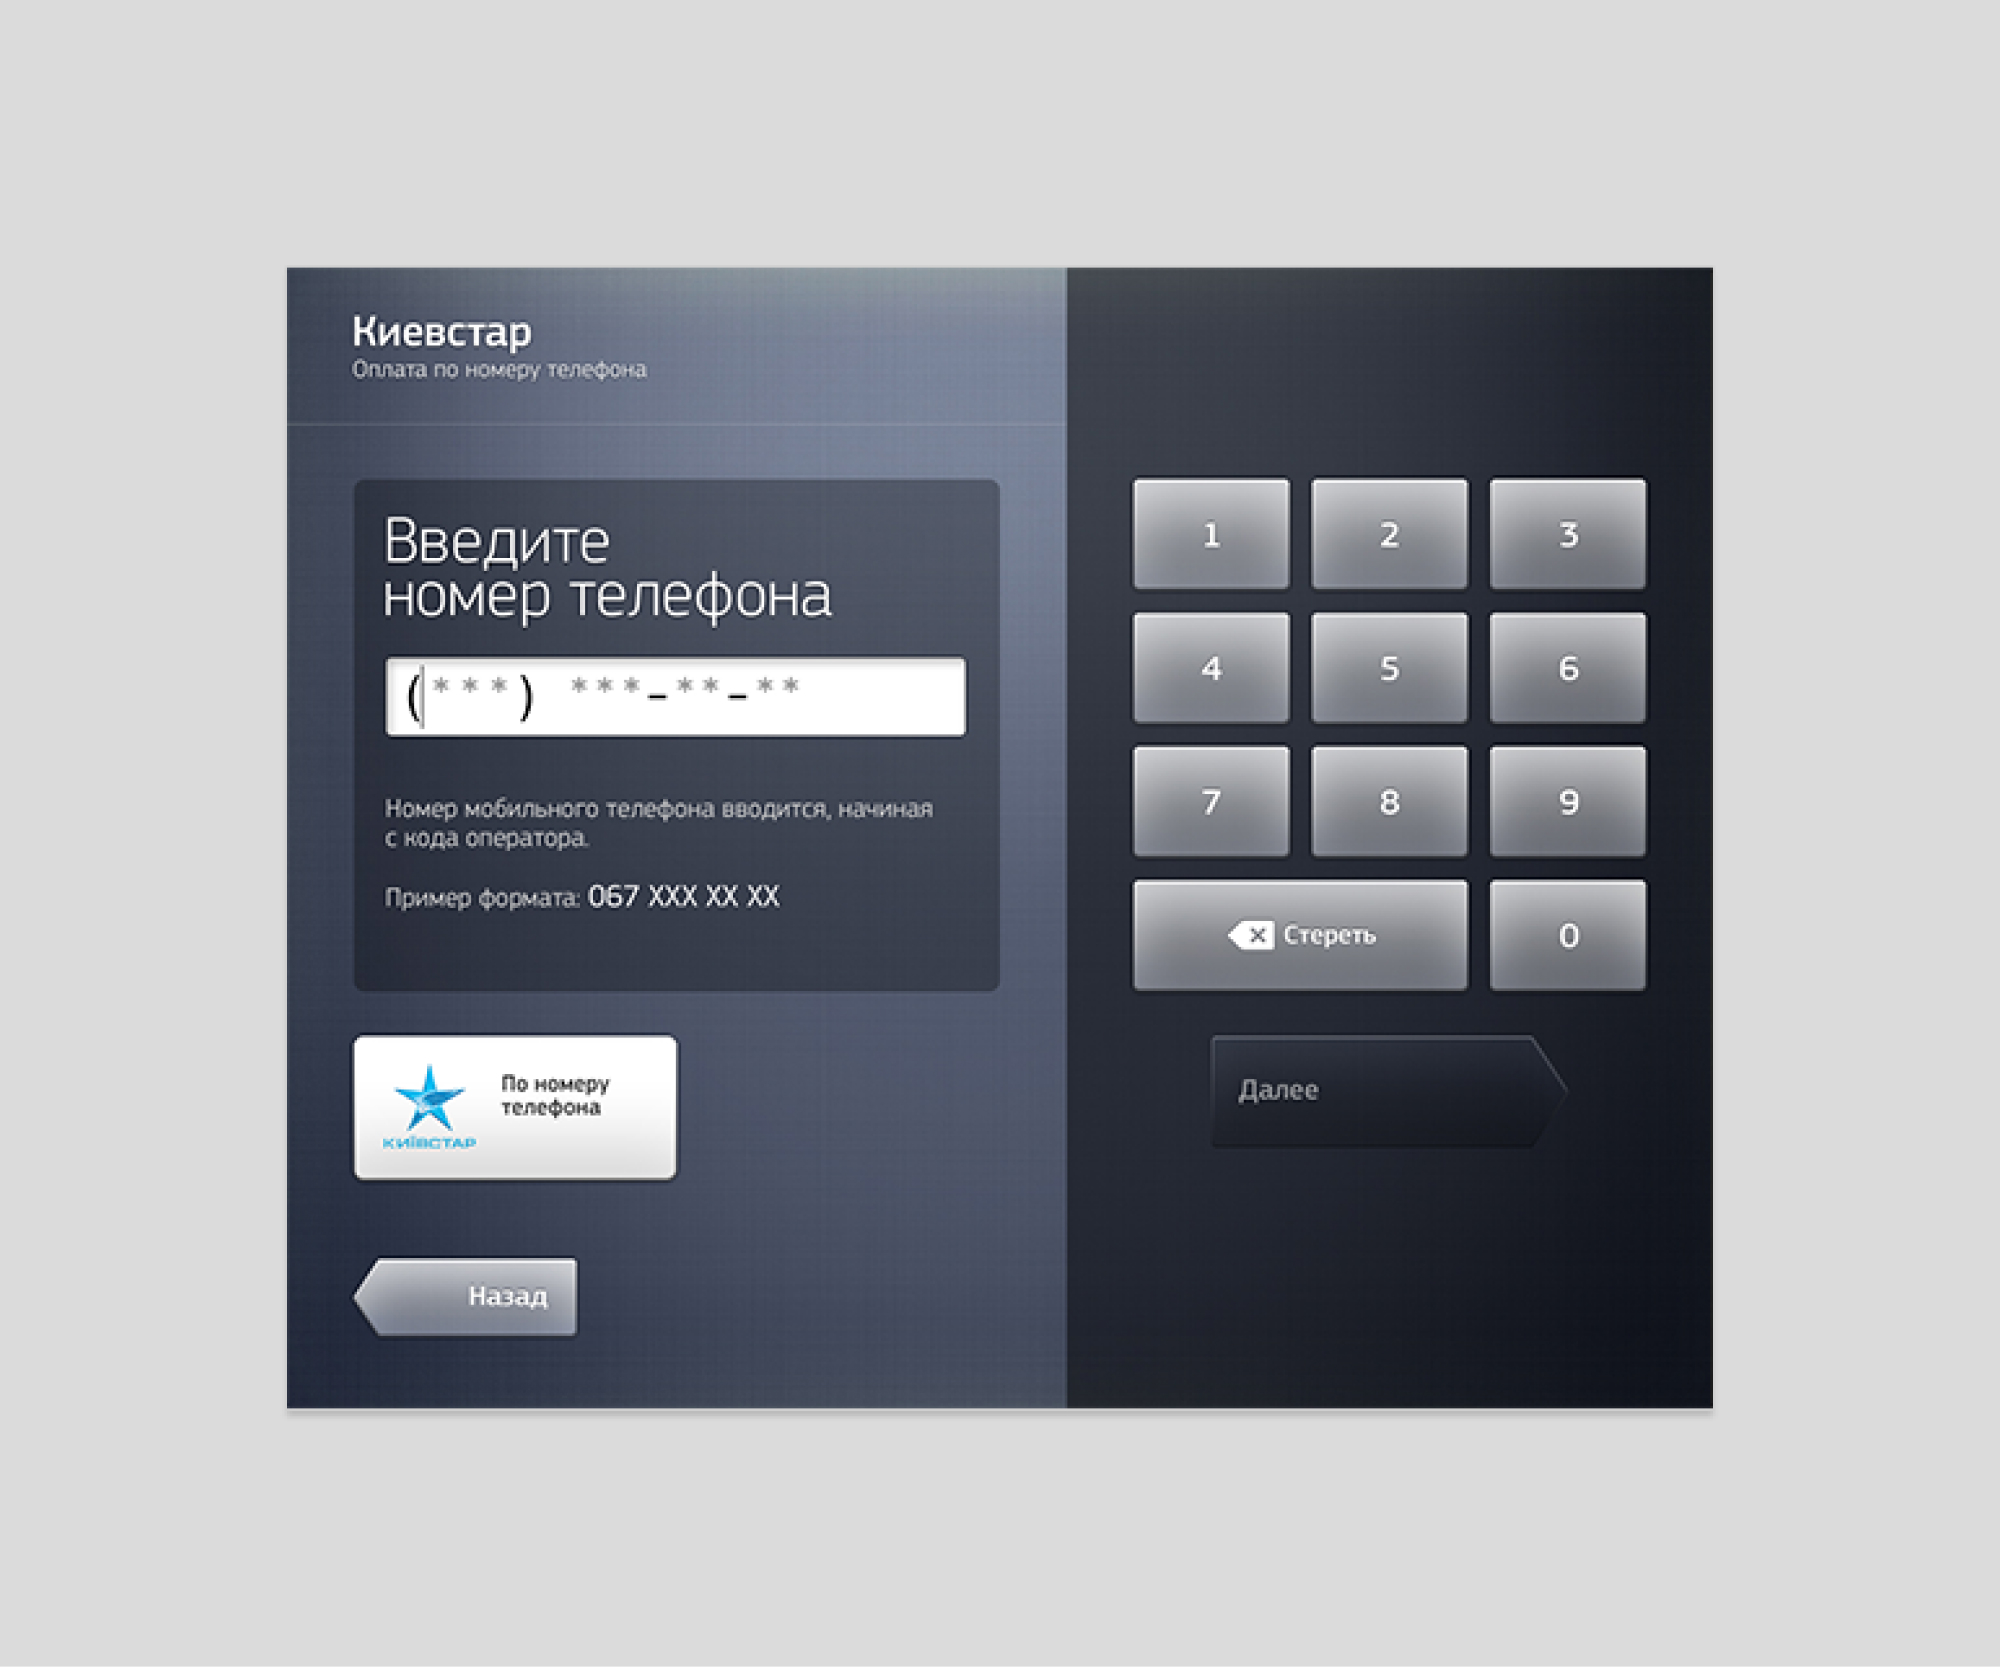 Киевстар
Оплата по номеру телефона
Введите
номер телефона
(***) ***-**-**
Номер мобильного телефона вводится, начиная
с кода оператора.
Пример формата: 067 XXX XX XX
По номеру
телефона
КИЇВСТАР
Назад
1 2 3
4 5 6
7 8 9
Стереть 0
Далее